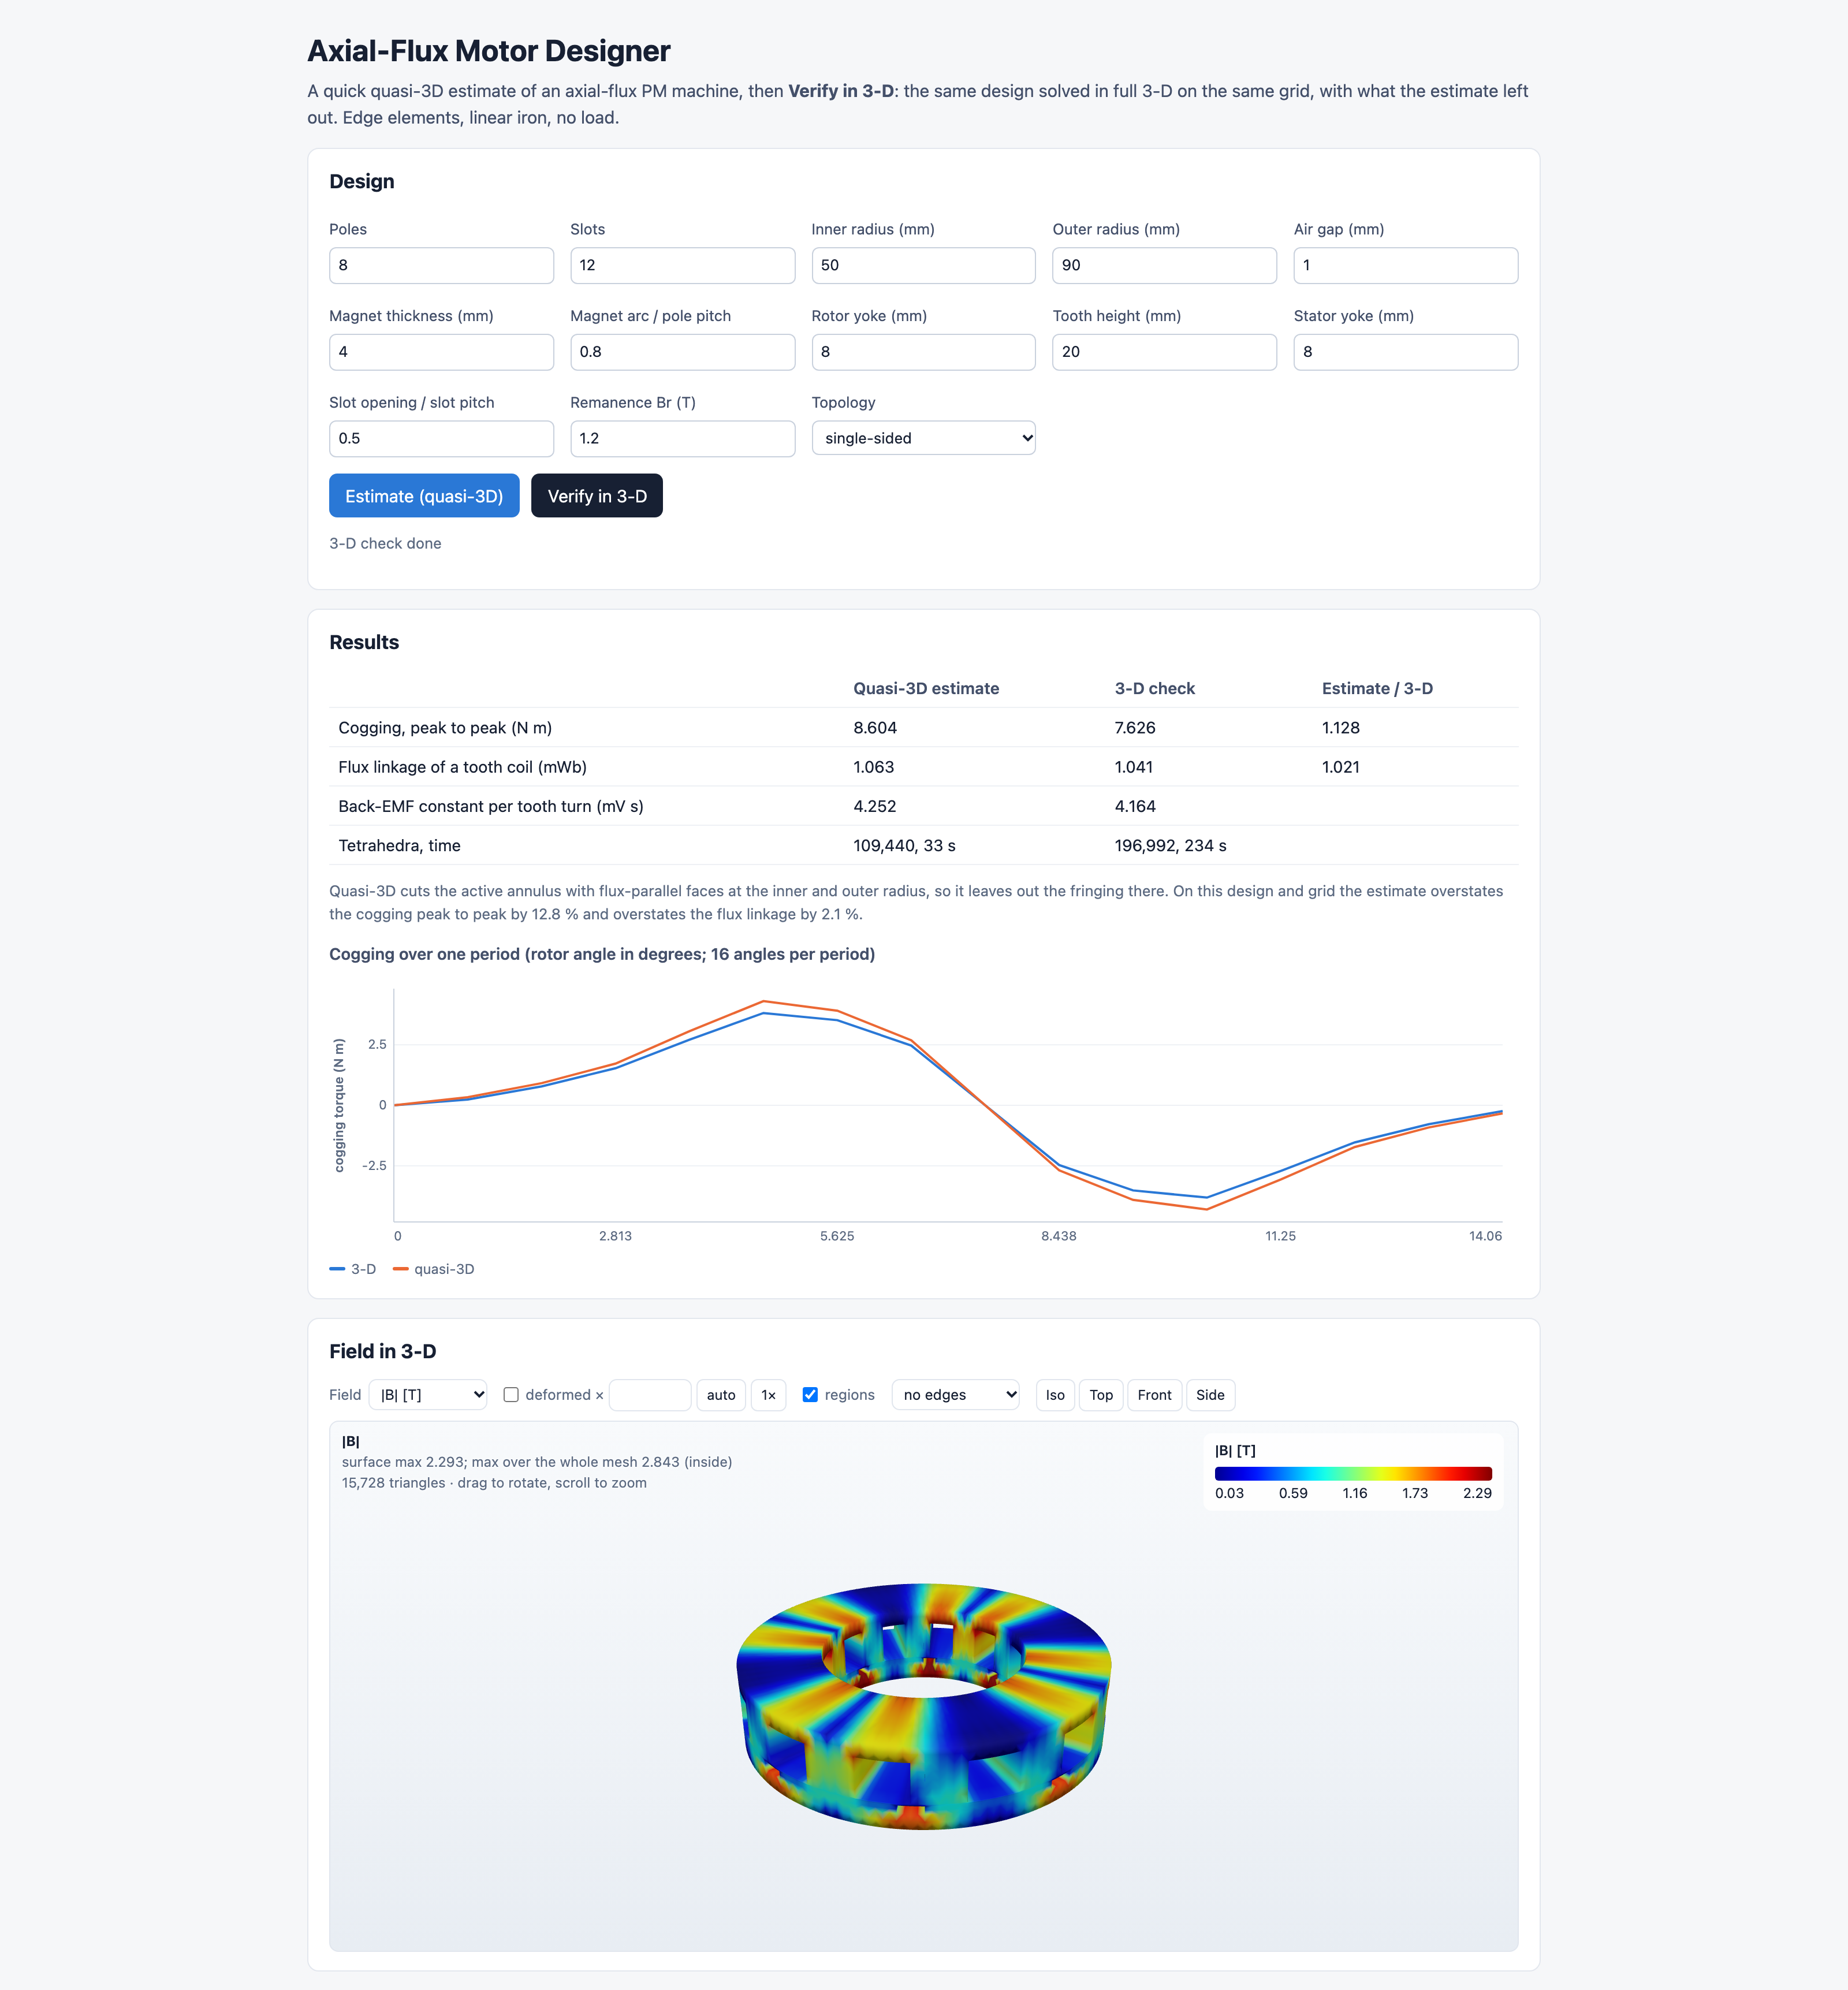 Axial-Flux Motor Designer
A quick quasi-3D estimate of an axial-flux PM machine, then Verify in 3-D: the same design solved in full 3-D on the same grid, with what the estimate left
out. Edge elements, linear iron, no load.
Design
Poles Slots Inner radius (mm) Outer radius (mm) Air gap (mm)
8 12 50 90 1
Magnet thickness (mm) Magnet arc / pole pitch Rotor yoke (mm) Tooth height (mm) Stator yoke (mm)
4 0.8 8 20 8
Slot opening / slot pitch Remanence Br (T) Topology
0.5 1.2 single-sided
Estimate (quasi-3D) Verify in 3-D
3-D check done
Results
Quasi-3D estimate 3-D check Estimate / 3-D
Cogging, peak to peak (N m) 8.604 7.626 1.128
Flux linkage of a tooth coil (mWb) 1.063 1.041 1.021
Back-EMF constant per tooth turn (mV s) 4.252 4.164
Tetrahedra, time 109,440, 33 s 196,992, 234 s
Quasi-3D cuts the active annulus with flux-parallel faces at the inner and outer radius, so it leaves out the fringing there. On this design and grid the estimate overstates
the cogging peak to peak by 12.8 % and overstates the flux linkage by 2.1 %.
Cogging over one period (rotor angle in degrees; 16 angles per period)
cogging torque (N m)
2.5
0
-2.5
0 2.813 5.625 8.438 11.25 14.06
3-D quasi-3D
Field in 3-D
Field |B| [T] deformed × auto 1× regions no edges Iso Top Front Side
|B|
surface max 2.293; max over the whole mesh 2.843 (inside)
15,728 triangles · drag to rotate, scroll to zoom
|B| [T]
0.03 0.59 1.16 1.73 2.29